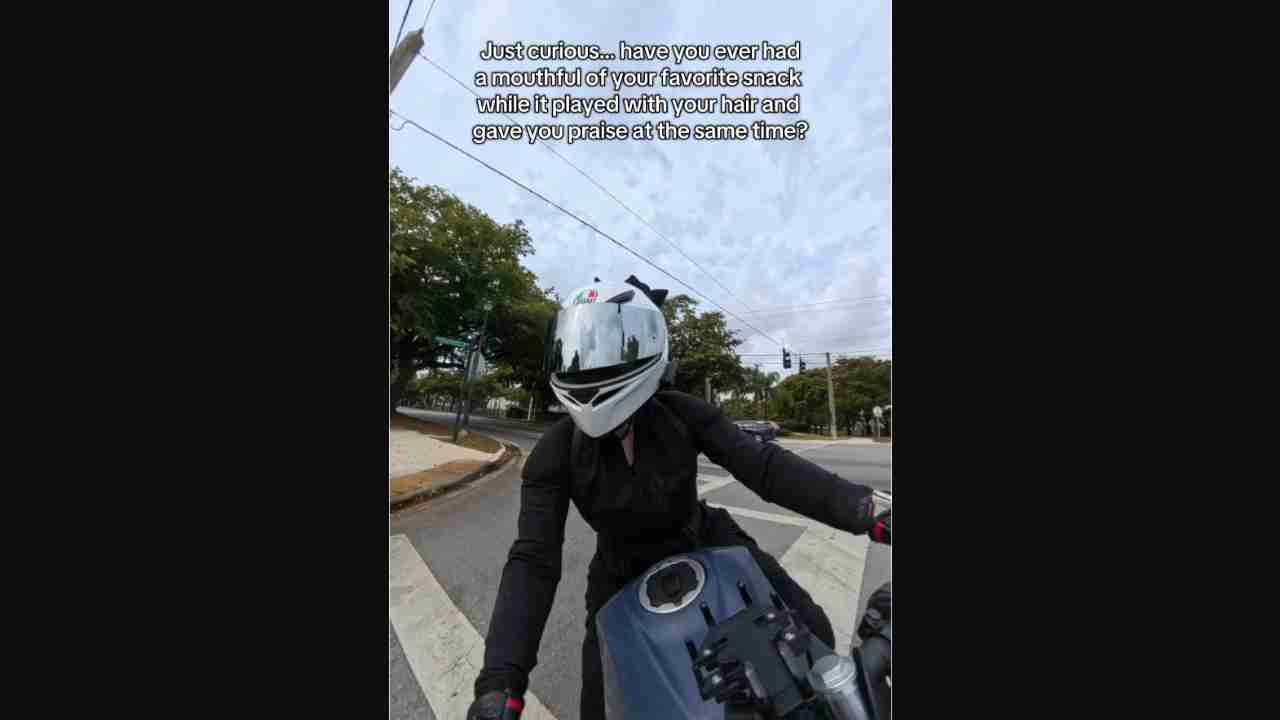 Just curious... have you ever had
a mouthful of your favorite snack
while it played with your hair and
gave you praise at the same time?